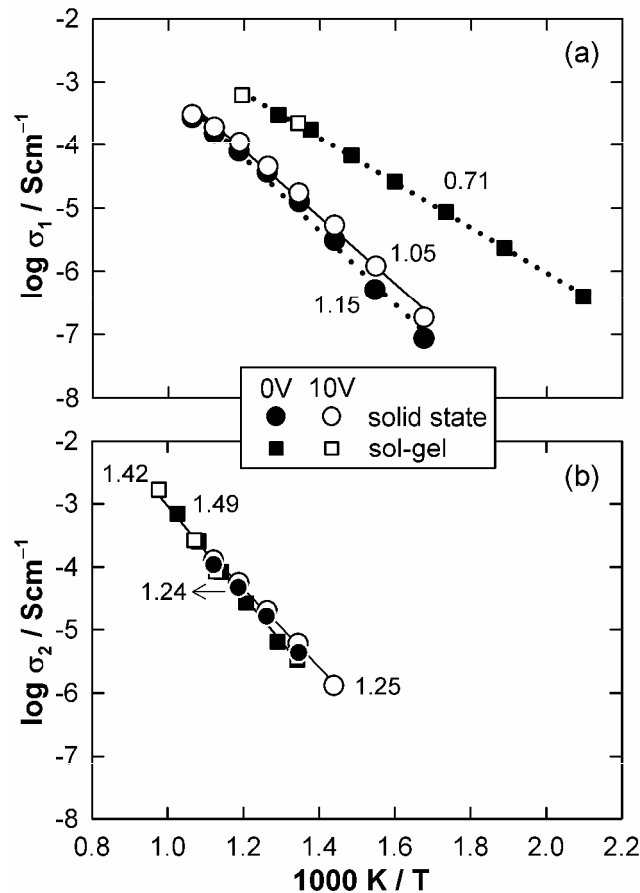 -2
(a)
-3
-4
-5
-6
-7
-8
log σ₁ / Scm⁻¹
0.71
1.05
1.15
0V 10V
solid state
sol-gel
-2
(b)
-3
-4
-5
-6
-7
-8
log σ₂ / Scm⁻¹
1.42
1.49
1.24
1.25
0.8 1.0 1.2 1.4 1.6 1.8 2.0 2.2
1000 K / T